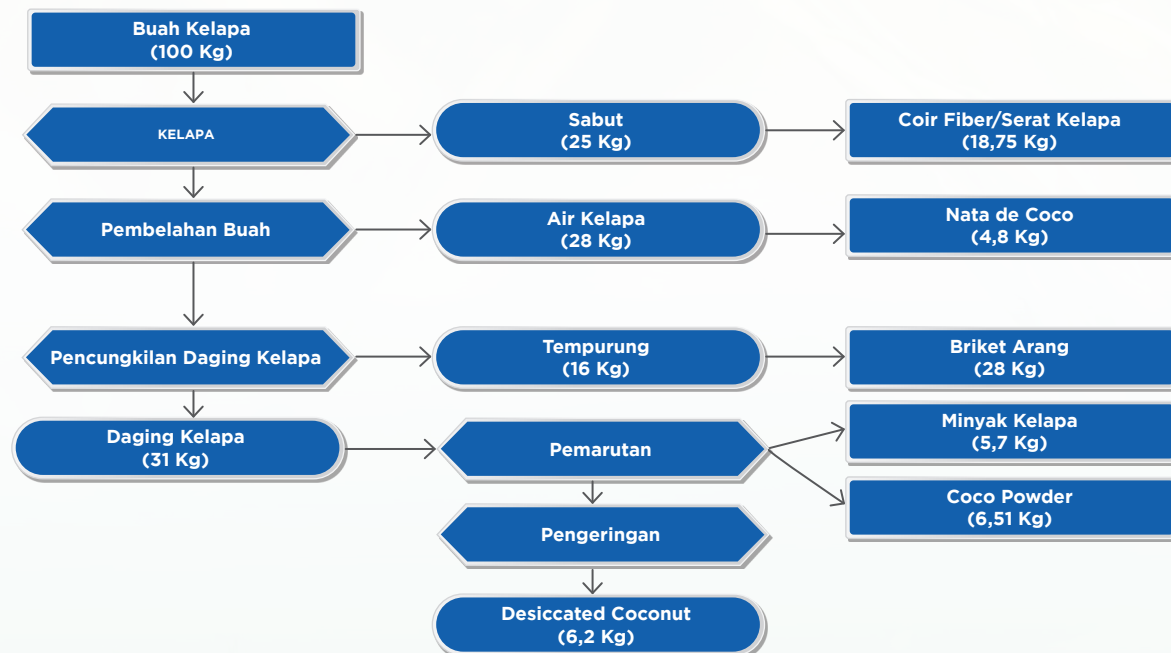 Buah Kelapa
(100 Kg)
KELAPA
Sabut
(25 Kg)
Coir Fiber/Serat Kelapa
(18,75 Kg)
Pembelahan Buah
Air Kelapa
(28 Kg)
Nata de Coco
(4,8 Kg)
Pencungkilan Daging Kelapa
Tempurung
(16 Kg)
Briket Arang
(28 Kg)
Daging Kelapa
(31 Kg)
Pemarutan
Minyak Kelapa
(5,7 Kg)
Coco Powder
(6,51 Kg)
Pengeringan
Desiccated Coconut
(6,2 Kg)